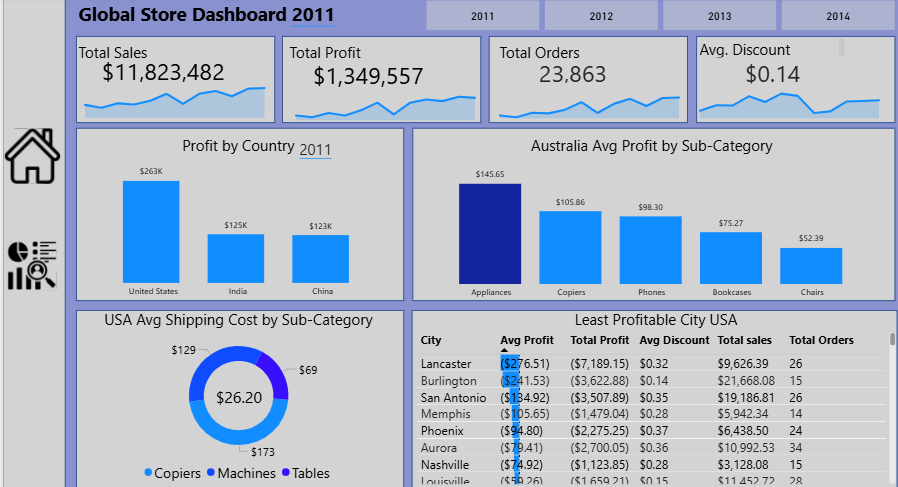 Global Store Dashboard 2011
2011 2012 2013 2014
Total Sales
$11,823,482
Total Profit
$1,349,557
Total Orders
23,863
Avg. Discount
$0.14
Profit by Country 2011
$263K
$125K
$123K
United States India China
Australia Avg Profit by Sub-Category
$145.65
$105.86
$98.30
$75.27
$52.39
Appliances Copiers Phones Bookcases Chairs
USA Avg Shipping Cost by Sub-Category
$129
$69
$26.20
$173
Copiers Machines Tables
Least Profitable City USA
City Avg Profit Total Profit Avg Discount Total sales Total Orders
Lancaster ($276.51) ($7,189.15) $0.32 $9,626.39 26
Burlington ($241.53) ($3,622.88) $0.14 $21,668.08 15
San Antonio ($134.92) ($3,507.89) $0.35 $19,186.81 26
Memphis ($105.65) ($1,479.04) $0.28 $5,942.34 14
Phoenix ($94.80) ($2,275.25) $0.37 $6,438.50 24
Aurora ($79.41) ($2,700.05) $0.36 $10,992.53 34
Nashville ($74.92) ($1,123.85) $0.28 $3,128.08 15
Louisville ($59.26) ($1,659.21) $0.15 $11,452.72 28